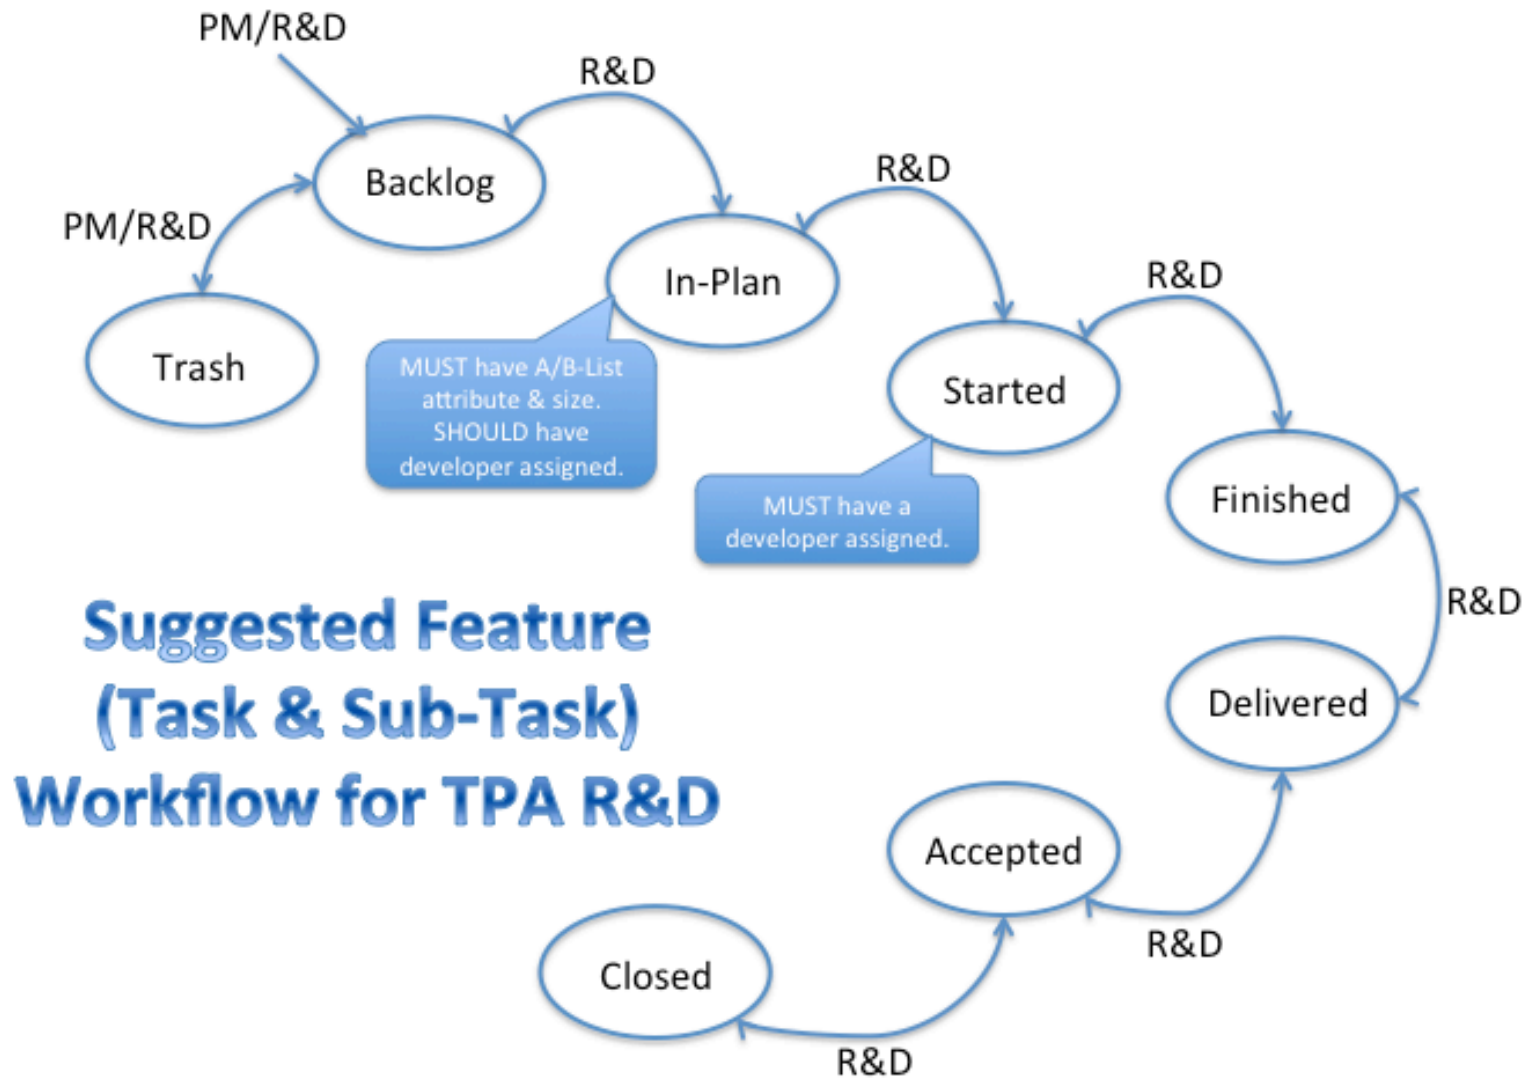 PM/R&D
R&D
Backlog
R&D
PM/R&D
In-Plan
R&D
Trash
MUST have A/B-List
attribute & size.
SHOULD have
developer assigned.
Started
MUST have a
developer assigned.
Finished
R&D
Suggested Feature
(Task & Sub-Task)
Workflow for TPA R&D
Delivered
Accepted
R&D
Closed
R&D